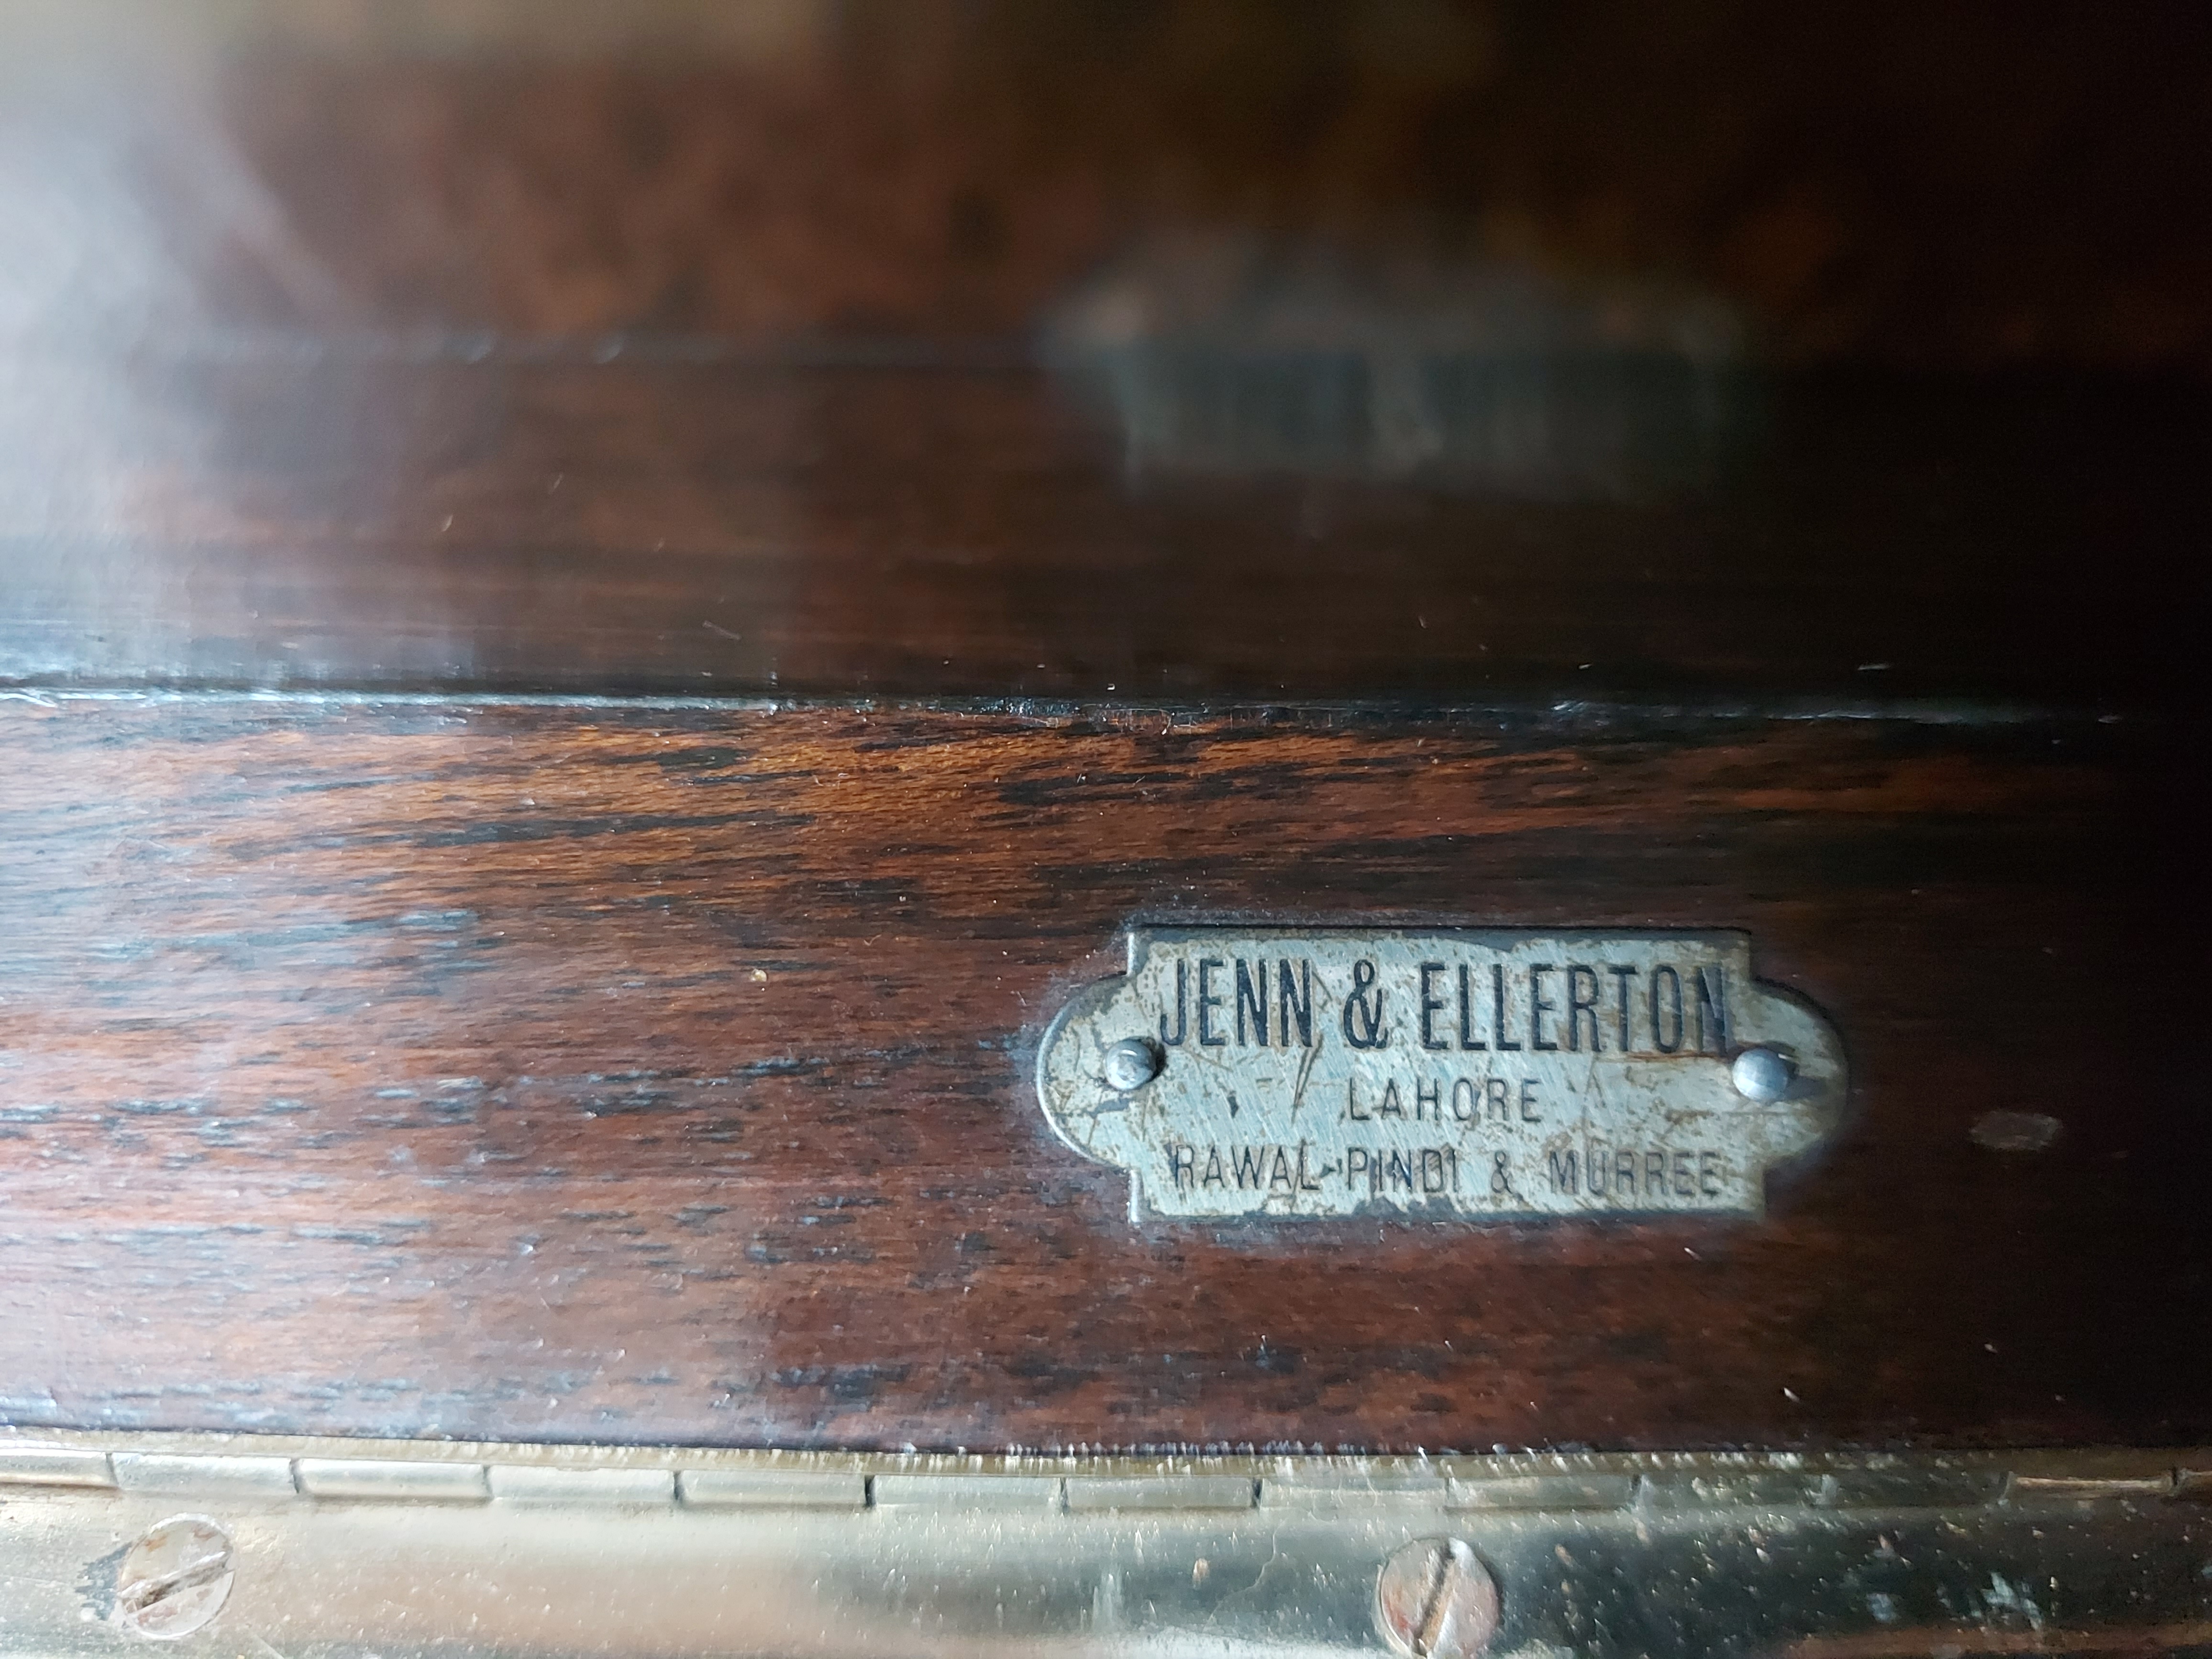 JENN & ELLERTON
LAHORE
RAWAL-PINDI & MURREE